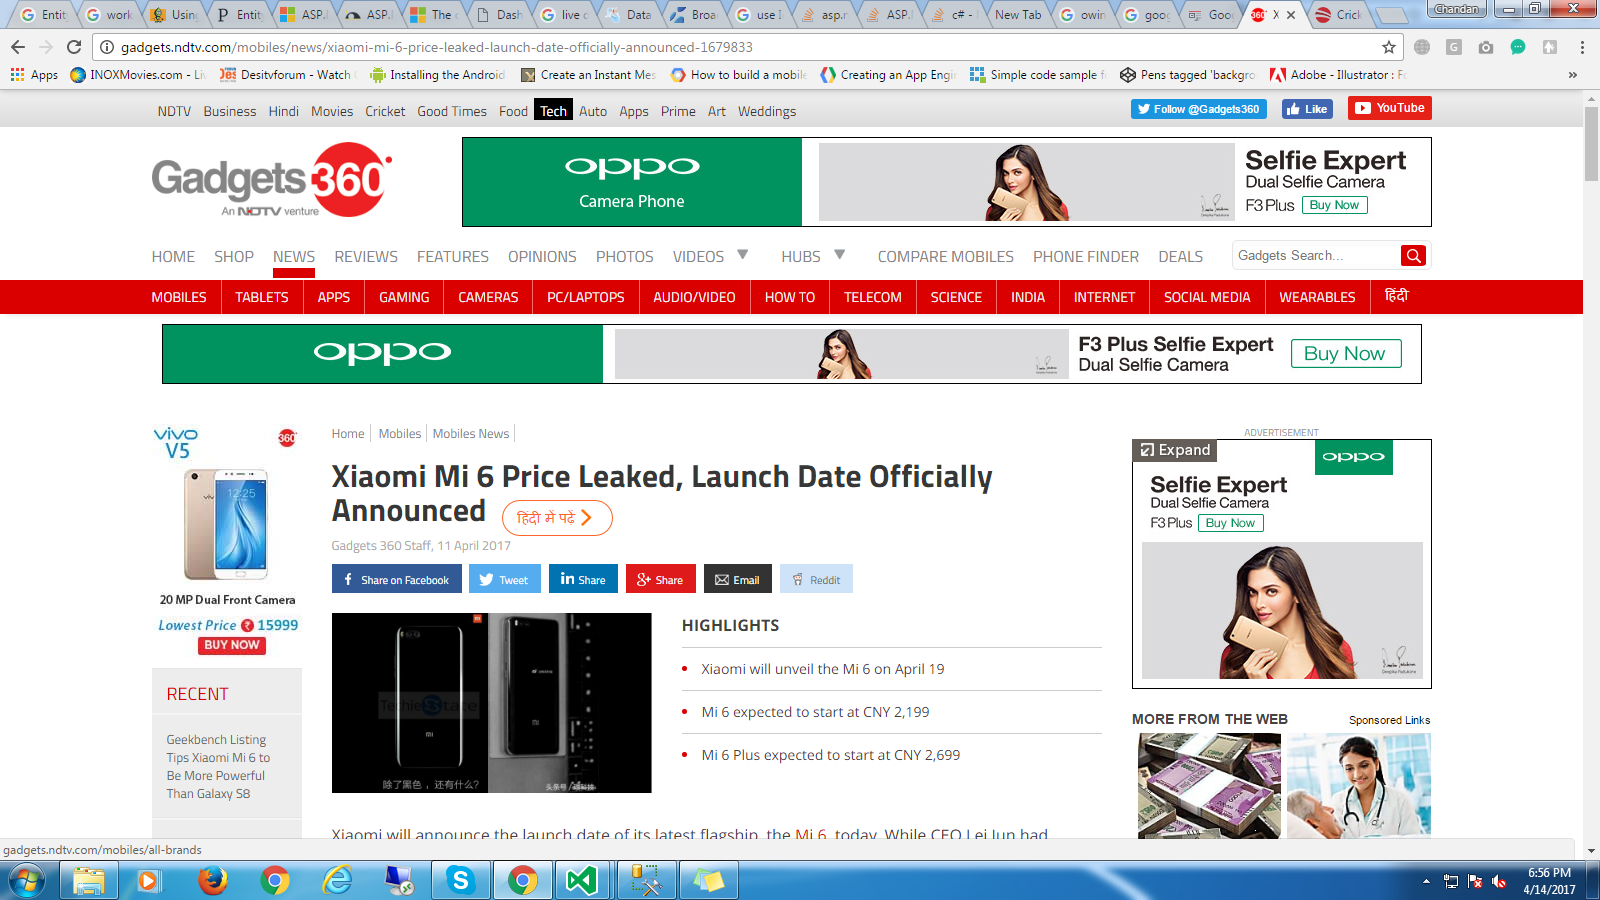 Entit
work
Using
Entity
ASP.
ASP.I
The c
Dash
live c
Data
Broa
use I
asp.n
ASP.I
c# -
New Tab
owin
goog
Goo
X
Crick
Chandan
gadgets.ndtv.com/mobiles/news/xiaomi-mi-6-price-leaked-launch-date-officially-announced-1679833
Apps
INOXMovies.com - Liv
Desitvforum - Watch
Installing the Android
Create an Instant Mes
How to build a mobile
Creating an App Engi
Simple code sample f
Pens tagged 'backgro
Adobe - Illustrator : Fo
NDTV Business Hindi Movies Cricket Good Times Food Tech Auto Apps Prime Art Weddings
Follow @Gadgets360
Like
YouTube
Gadgets 360°
An NDTV venture
oppo
Camera Phone
Selfie Expert
Dual Selfie Camera
F3 Plus Buy Now
HOME SHOP NEWS REVIEWS FEATURES OPINIONS PHOTOS VIDEOS HUBS COMPARE MOBILES PHONE FINDER DEALS
Gadgets Search...
MOBILES TABLETS APPS GAMING CAMERAS PC/LAPTOPS AUDIO/VIDEO HOW TO TELECOM SCIENCE INDIA INTERNET SOCIAL MEDIA WEARABLES हिंदी
oppo
F3 Plus Selfie Expert
Dual Selfie Camera
Buy Now
vivo
V5
360
20 MP Dual Front Camera
Lowest Price ₹ 15999
BUY NOW
RECENT
Geekbench Listing
Tips Xiaomi Mi 6 to
Be More Powerful
Than Galaxy S8
Home Mobiles Mobiles News
Xiaomi Mi 6 Price Leaked, Launch Date Officially
Announced हिंदी में पढ़ें
Gadgets 360 Staff, 11 April 2017
Share on Facebook
Tweet
Share
Share
Email
Reddit
除了黑色，还有什么?
HIGHLIGHTS
Xiaomi will unveil the Mi 6 on April 19
Mi 6 expected to start at CNY 2,199
Mi 6 Plus expected to start at CNY 2,699
Xiaomi will announce the launch date of its latest flagship, the Mi 6, today. While CEO Lei Jun had
ADVERTISEMENT
Expand
oppo
Selfie Expert
Dual Selfie Camera
F3 Plus Buy Now
Deepika Padukone
MORE FROM THE WEB
Sponsored Links
gadgets.ndtv.com/mobiles/all-brands
6:56 PM
4/14/2017